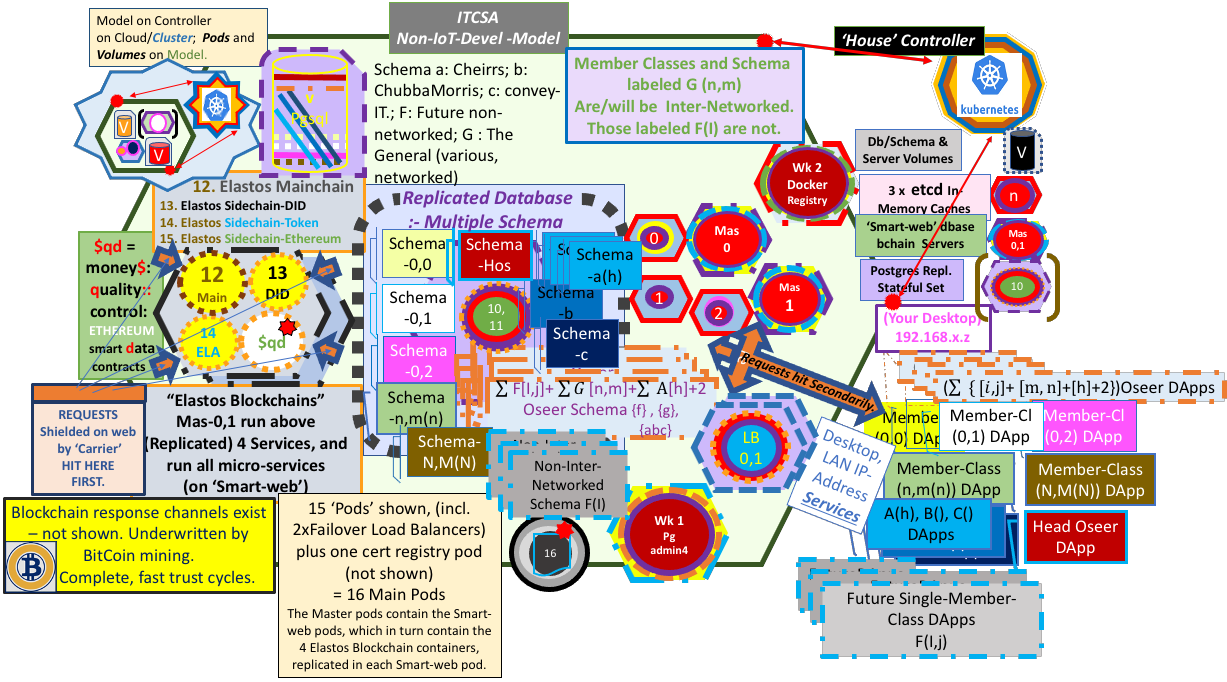 Model on Controller
on Cloud/Cluster; Pods and
Volumes on Model.
ITCSA
Non-IoT-Devel -Model
'House' Controller
kubernetes
V
V
V
Pgsql
Schema a: Cheirrs; b:
ChubbaMorris; c: convey-
IT.; F: Future non-
networked; G : The
General (various,
networked)
Member Classes and Schema
labeled G (n,m)
Are/will be Inter-Networked.
Those labeled F(I) are not.
Db/Schema &
Server Volumes
V
3 x etcd In-
Memory Caches
n
'Smart-web' dbase
bchain Servers
Mas
0,1
Postgres Repl.
Stateful Set
10
(Your Desktop)
192.168.x.z
Wk 2
Docker
Registry
12. Elastos Mainchain
13. Elastos Sidechain-DID
14. Elastos Sidechain-Token
15. Elastos Sidechain-Ethereum
$qd =
money$:
quality::
control:
ETHEREUM
smart data
contracts
12
Main
13
DID
14
ELA
$qd
Replicated Database
:- Multiple Schema
Schema
-0,0
Schema
-Hos
Schema
-a(h)
Schema
-0,1
10,
11
-b
Schema
-c
Schema
-0,2
Schema
-n,m(n)
Schema-
N,M(N)
0
Mas
0
1
2
Mas
1
∑ F[I,j]+ ∑ G [n,m]+∑ A[h]+2
Oseer Schema {f} , {g},
{abc}
Requests hit Secondarily.
(∑ { [i,j]+ [m, n]+[h]+2})Oseer DApps
(0,0) DApp
Member-Cl
(0,1) DApp
Member-Cl
(0,2) DApp
Member-Class
(n,m(n)) DApp
Member-Class
(N,M(N)) DApp
A(h), B(), C()
DApps
Head Oseer
DApp
Desktop,
LAN IP-
Address
Services
LB
0,1
REQUESTS
Shielded on web
by 'Carrier'
HIT HERE
FIRST.
"Elastos Blockchains"
Mas-0,1 run above
(Replicated) 4 Services, and
run all micro-services
(on 'Smart-web')
Blockchain response channels exist
– not shown. Underwritten by
BitCoin mining.
Complete, fast trust cycles.
15 'Pods' shown, (incl.
2xFailover Load Balancers)
plus one cert registry pod
(not shown)
= 16 Main Pods
The Master pods contain the Smart-
web pods, which in turn contain the
4 Elastos Blockchain containers,
replicated in each Smart-web pod.
Non-Inter-
Networked
Schema F(I)
16
Wk 1
Pg
admin4
Future Single-Member-
Class DApps
F(I,j)